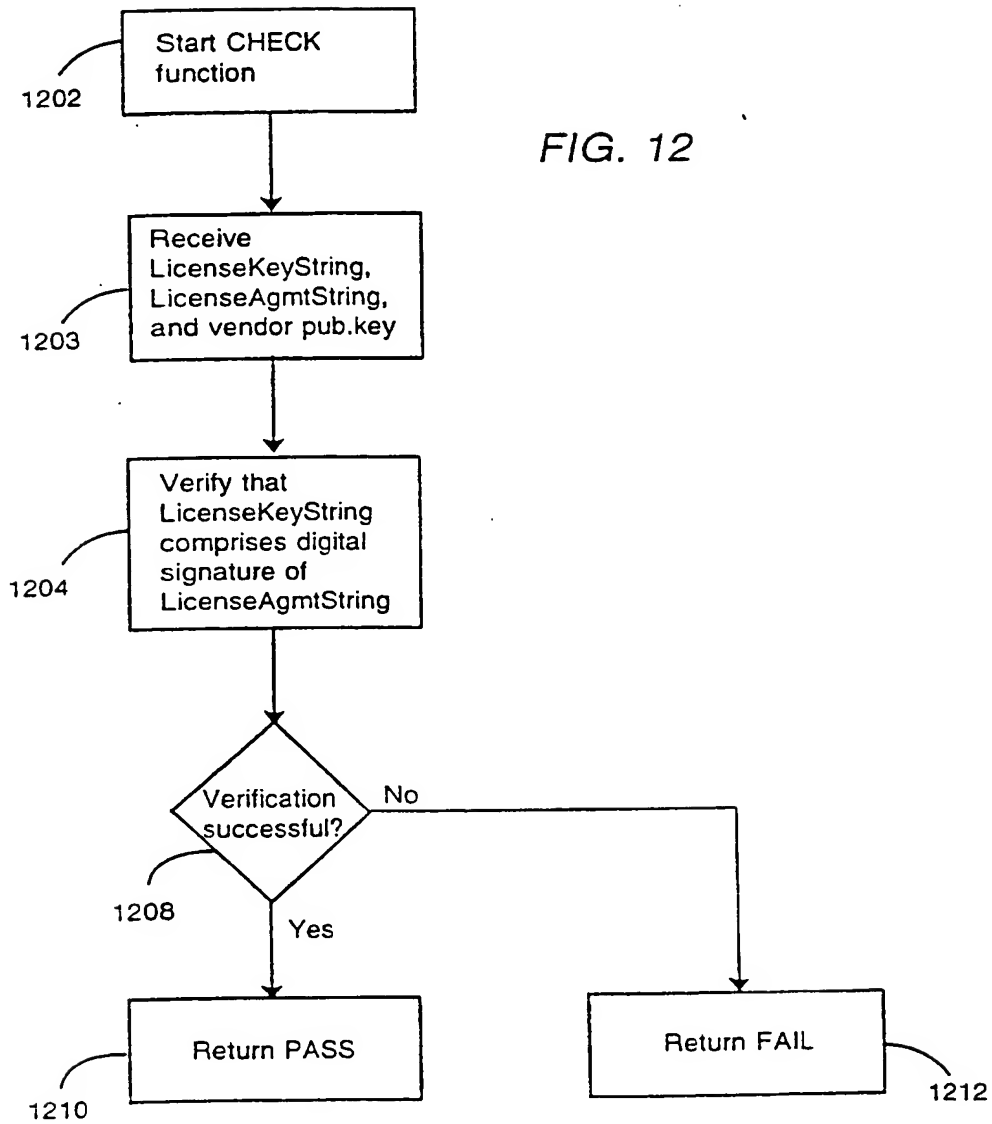 Start CHECK
function
1202
FIG. 12
Receive
LicenseKeyString,
LicenseAgmtString,
and vendor pub.key
1203
Verify that
LicenseKeyString
comprises digital
signature of
LicenseAgmtString
1204
Verification
successful?
No
1208
Yes
Return PASS
Return FAIL
1210
1212